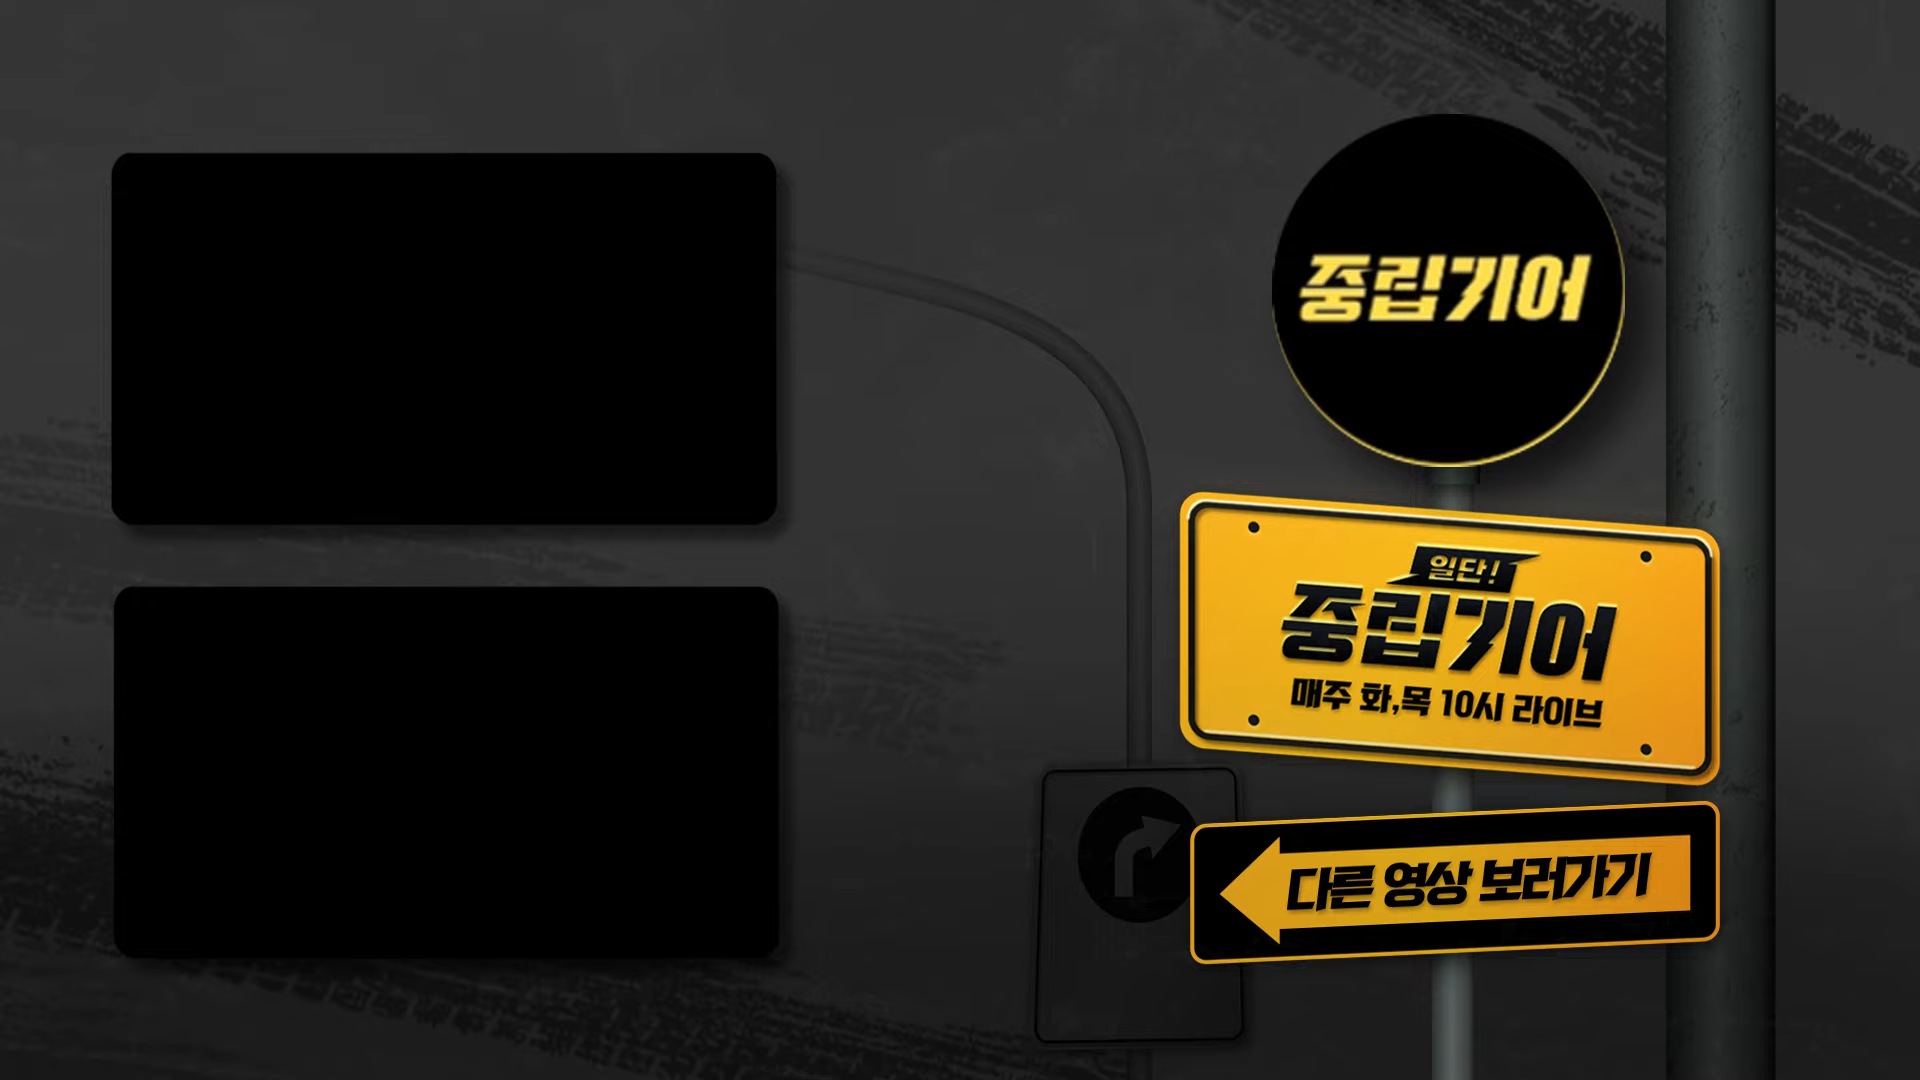 중립기어
일단!
중립기어
매주 화,목 10시 라이브
다른 영상 보러가기